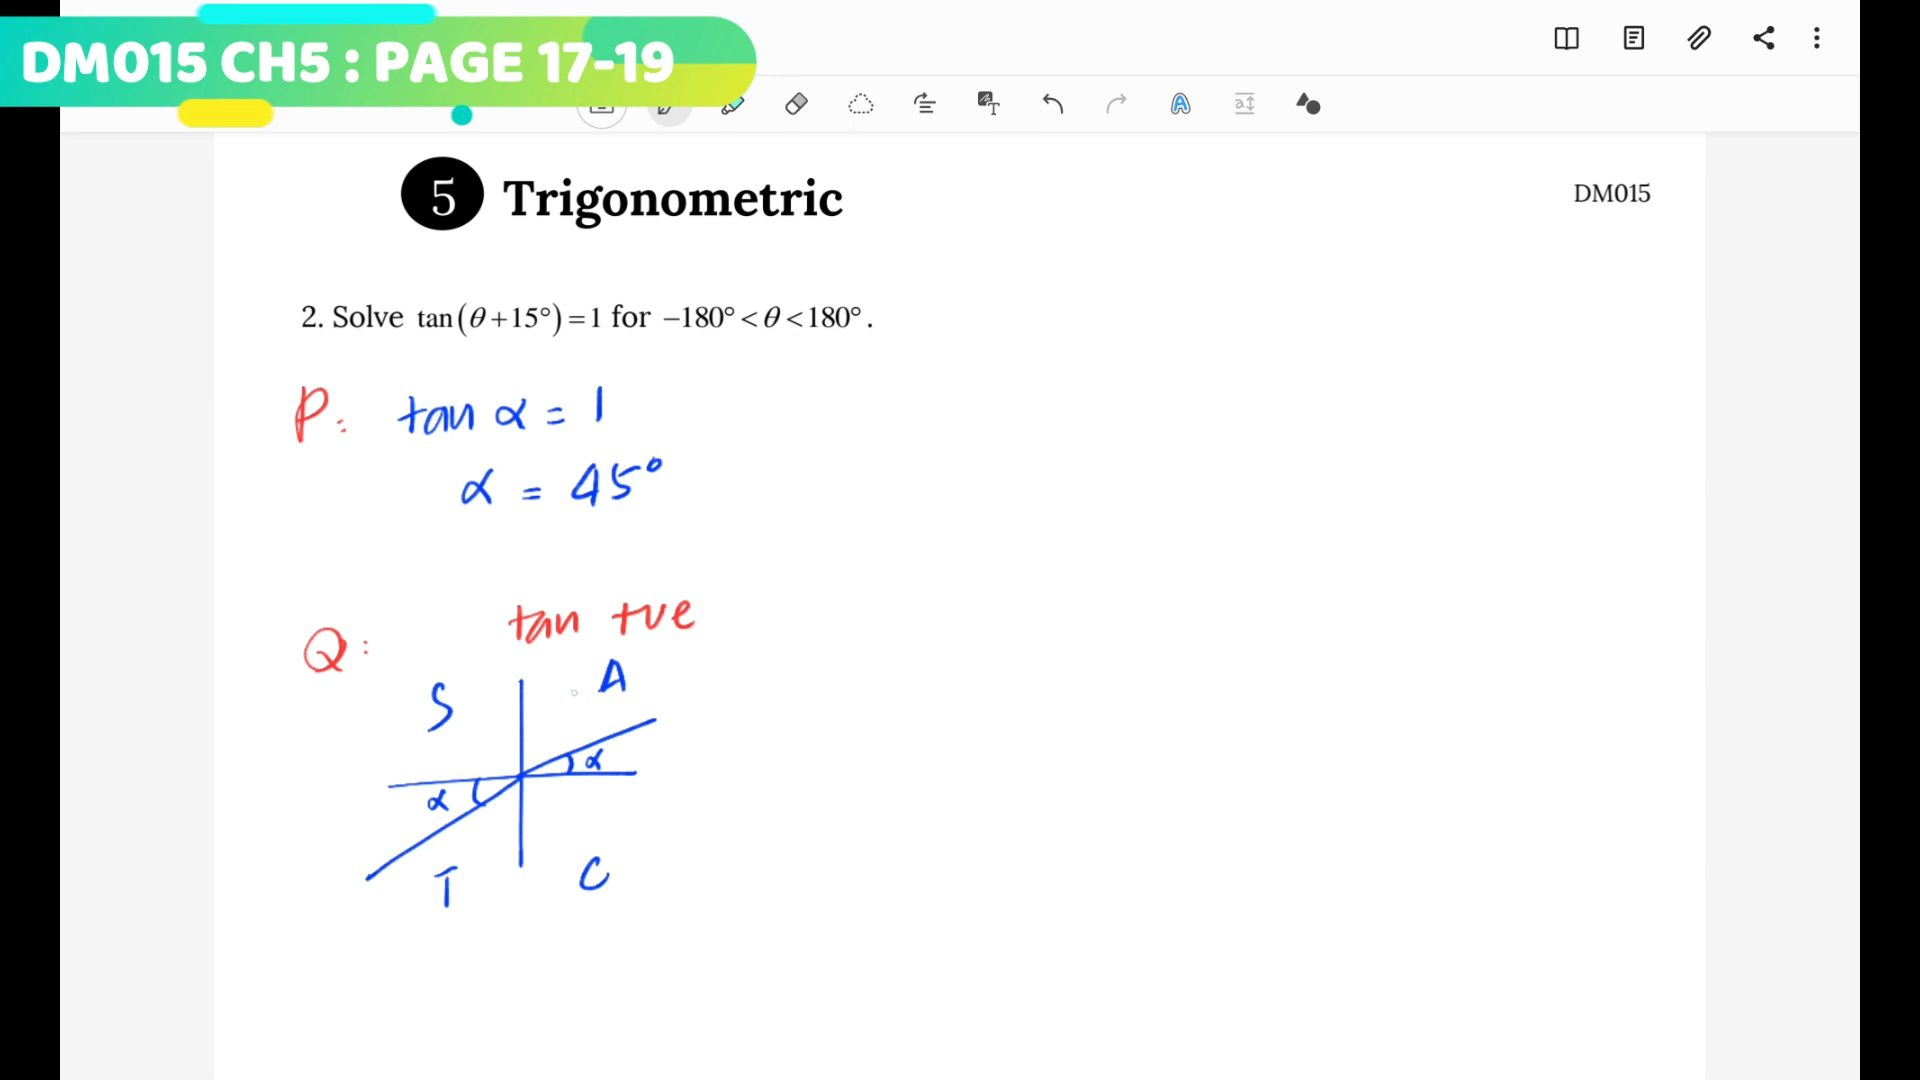 DM015 CH5 : PAGE 17-19
5 Trigonometric
DM015
2. Solve tan(θ+15°)=1 for −180°<θ<180°.
P: tan α = 1
α = 45°
Q: tan +ve
S A
α
α
T C